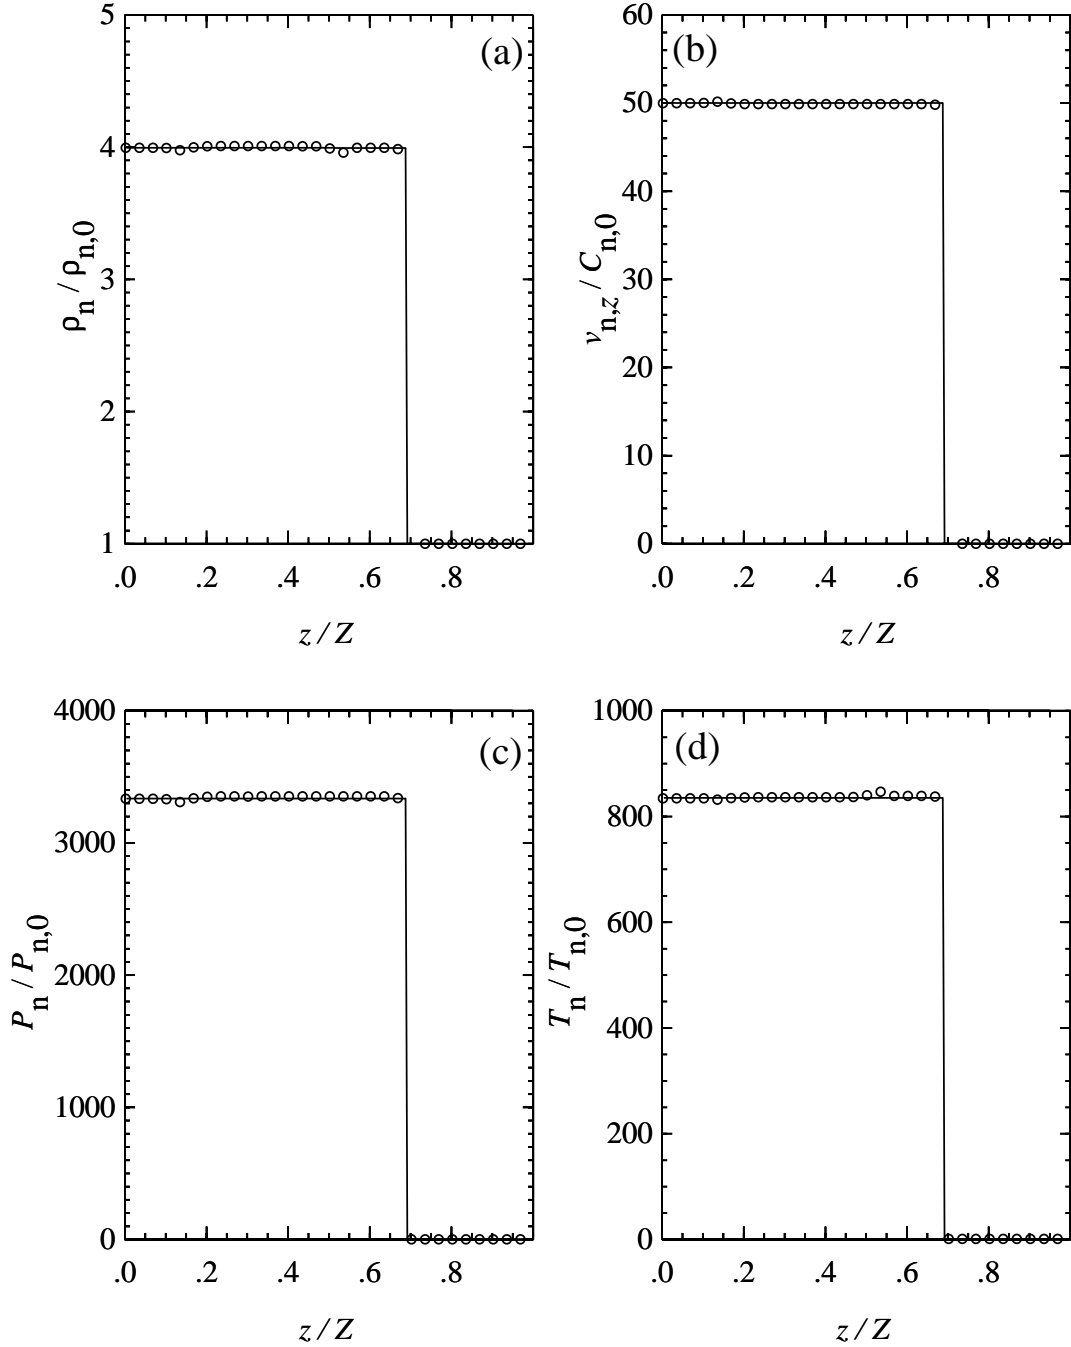 5
4
3
2
1
(a)
ρn / ρn,0
.0 .2 .4 .6 .8
z / Z
60
50
40
30
20
10
0
(b)
vn,z / Cn,0
.0 .2 .4 .6 .8
z / Z
4000
3000
2000
1000
0
(c)
Pn / Pn,0
.0 .2 .4 .6 .8
z / Z
1000
800
600
400
200
0
(d)
Tn / Tn,0
.0 .2 .4 .6 .8
z / Z